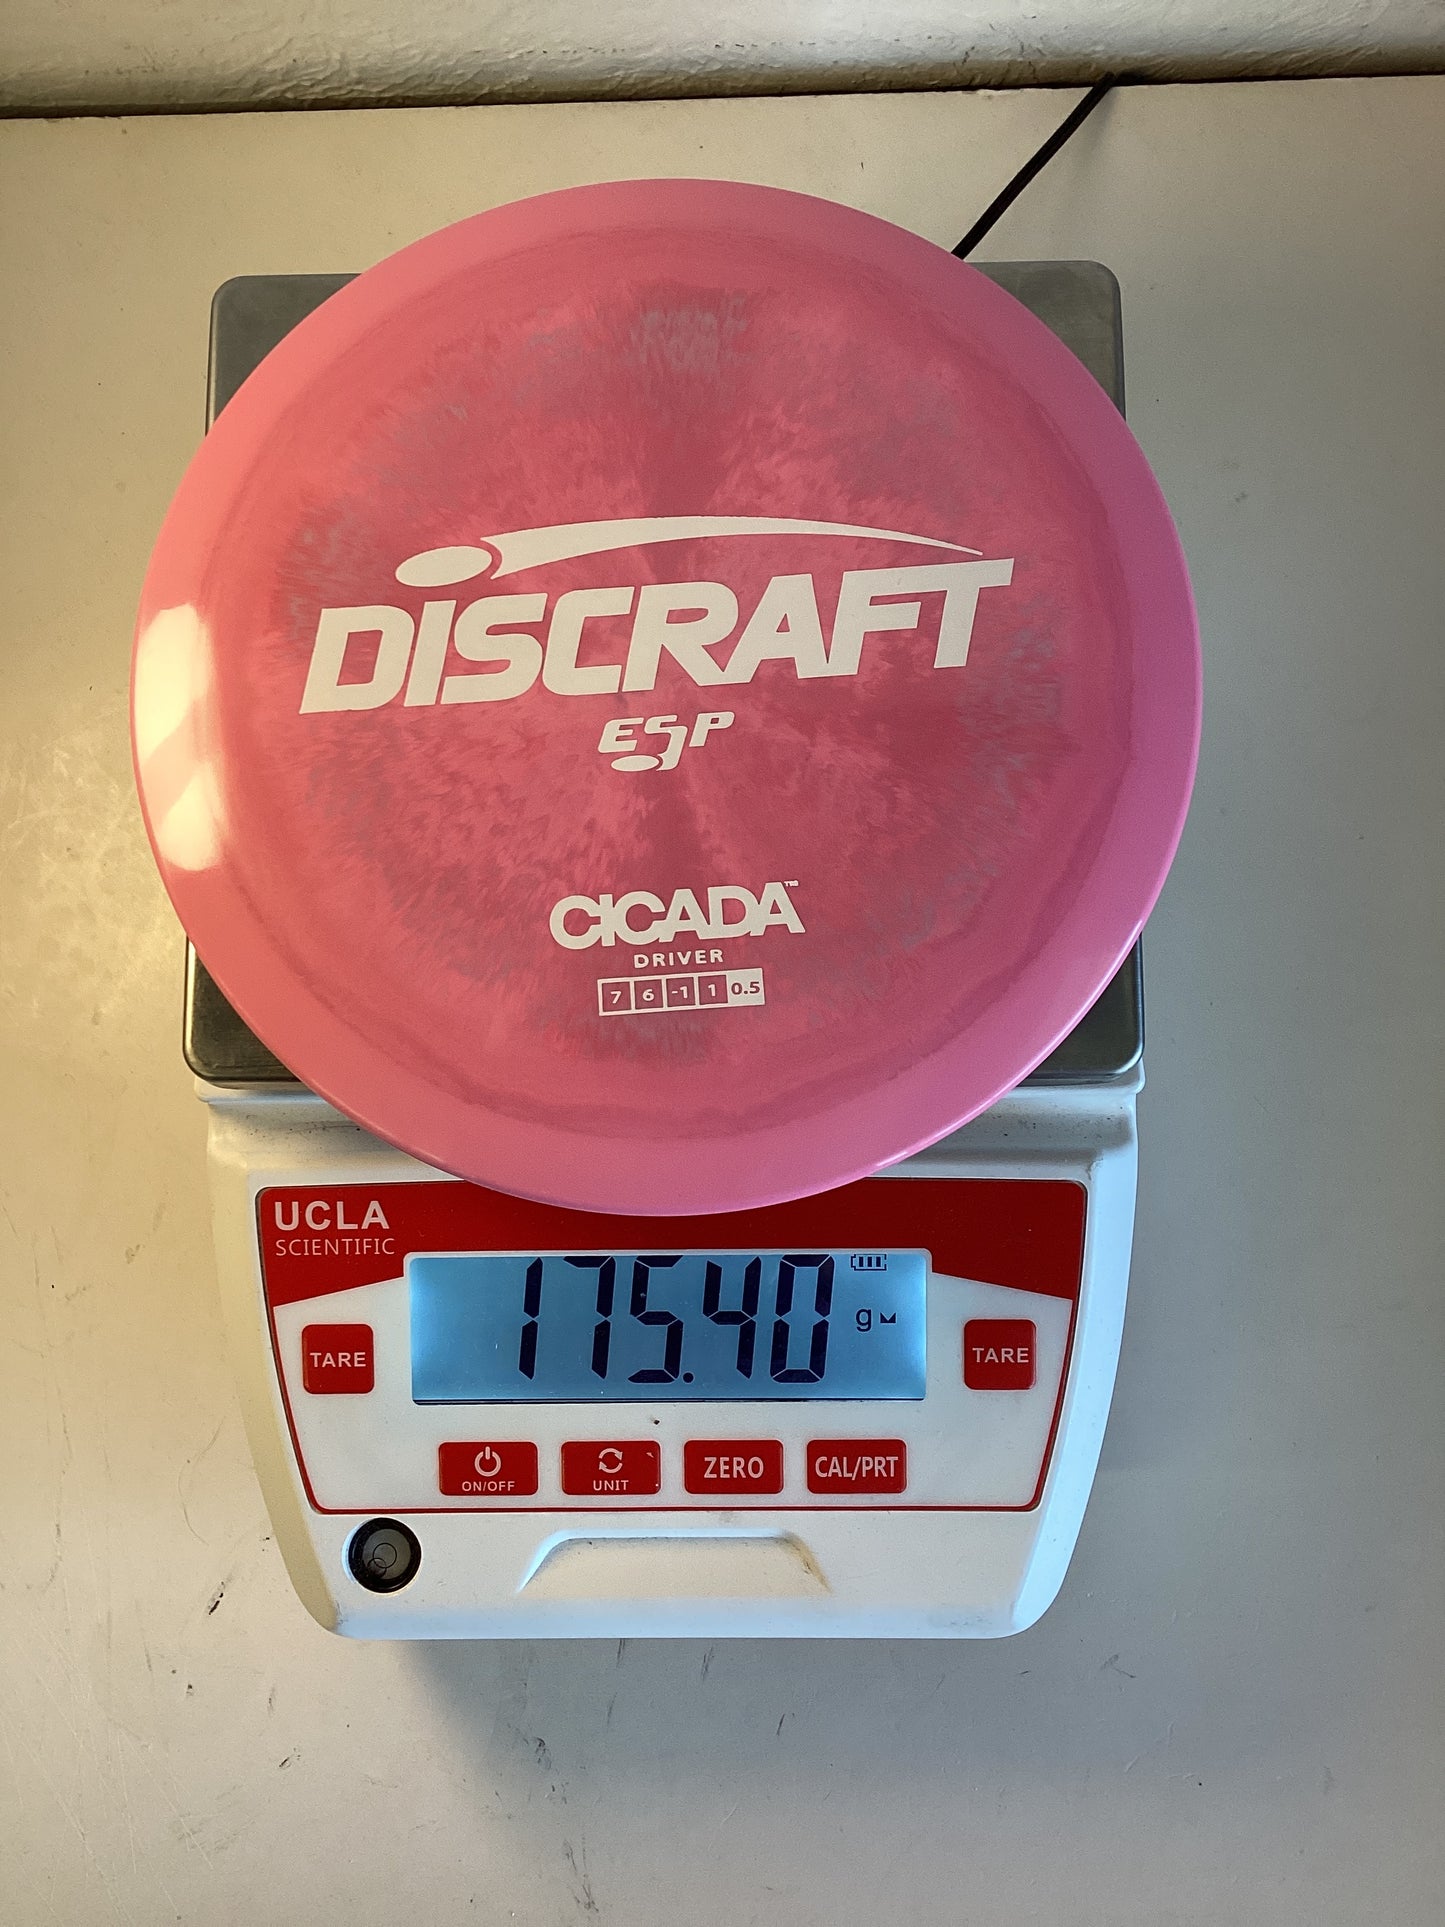 DISCRAFT
ESP
CICADA™
DRIVER
7 6 -1 1 0.5
UCLA
SCIENTIFIC
175.40 g
TARE
TARE
ON/OFF
UNIT
ZERO
CAL/PRT